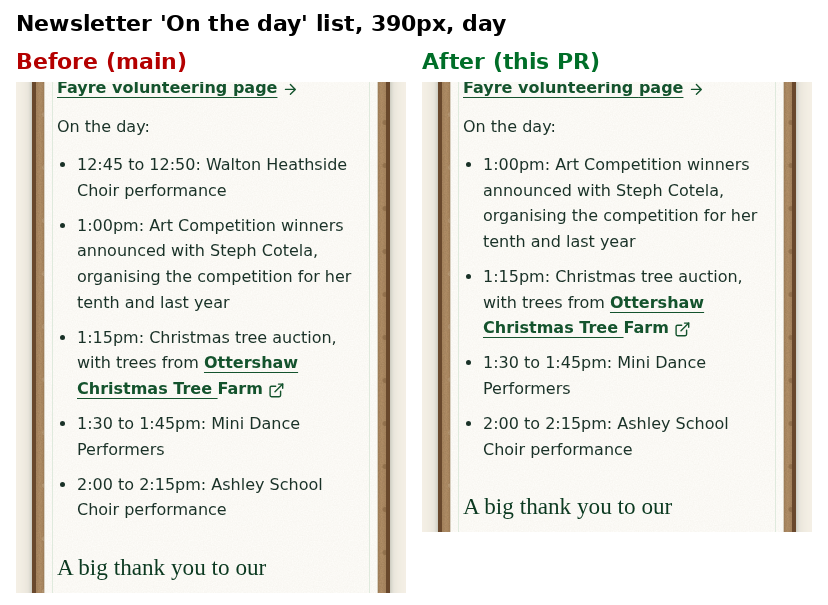 Newsletter 'On the day' list, 390px, day
Before (main)
Fayre volunteering page →
On the day:
• 12:45 to 12:50: Walton Heathside
Choir performance
• 1:00pm: Art Competition winners
announced with Steph Cotela,
organising the competition for her
tenth and last year
• 1:15pm: Christmas tree auction,
with trees from Ottershaw
Christmas Tree Farm
• 1:30 to 1:45pm: Mini Dance
Performers
• 2:00 to 2:15pm: Ashley School
Choir performance
A big thank you to our
After (this PR)
Fayre volunteering page →
On the day:
• 1:00pm: Art Competition winners
announced with Steph Cotela,
organising the competition for her
tenth and last year
• 1:15pm: Christmas tree auction,
with trees from Ottershaw
Christmas Tree Farm
• 1:30 to 1:45pm: Mini Dance
Performers
• 2:00 to 2:15pm: Ashley School
Choir performance
A big thank you to our